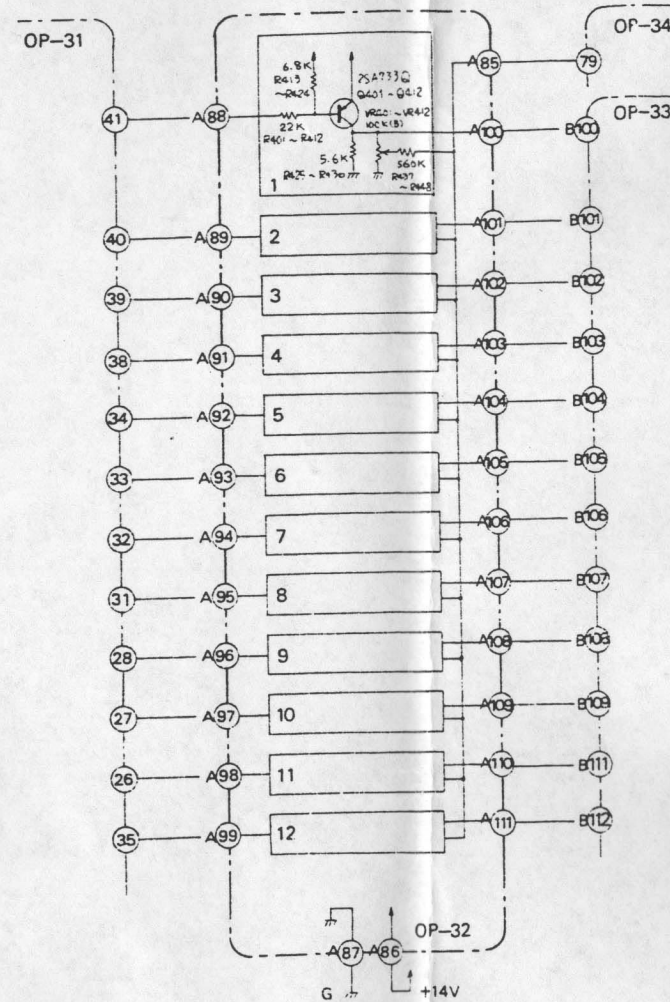 OP-31
OP-34
OP-33
6.8K
R413
~R424
2SA733Q
Q401 ~ Q412
VR401 ~ VR412
10K(B)
22K
R401 ~ R412
5.6K
560K
R437
~R448
1
41 A88 A85 79
A100 B100
40 A89 2 A101 B101
39 A90 3 A102 B102
38 A91 4 A103 B103
34 A92 5 A104 B104
33 A93 6 A105 B105
32 A94 7 A106 B106
31 A95 8 A107 B107
28 A96 9 A108
27 A97 10 A109 B109
26 A98 11 A110 B111
35 A99 12 A111 B112
OP-32
A87 A86
G +14V